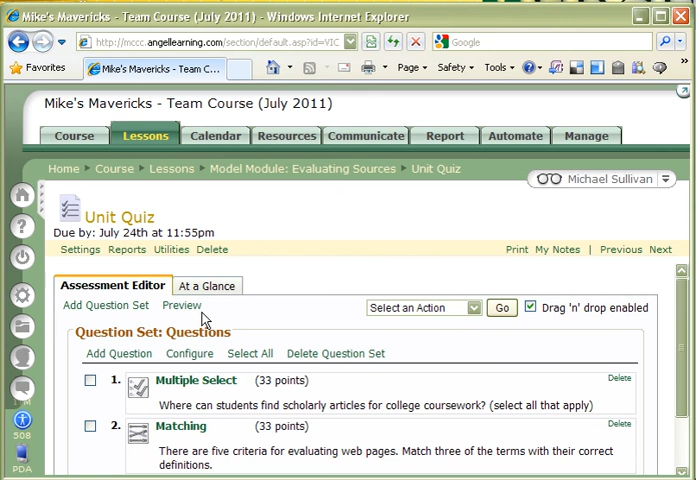 Mike's Mavericks - Team Course (July 2011) - Windows Internet Explorer
http://mccc.angellearning.com/section/default.asp?id=VIC
Google
Favorites
Mike's Mavericks - Team C...
Page
Safety
Tools
Mike's Mavericks - Team Course (July 2011)
Course
Lessons
Calendar
Resources
Communicate
Report
Automate
Manage
Home
Course
Lessons
Model Module: Evaluating Sources
Unit Quiz
Michael Sullivan
Unit Quiz
Due by: July 24th at 11:55pm
Settings Reports Utilities Delete
Print My Notes | Previous Next
Assessment Editor
At a Glance
Add Question Set
Preview
Select an Action
Go
Drag 'n' drop enabled
Question Set: Questions
Add Question Configure Select All Delete Question Set
1. Multiple Select (33 points)
Delete
Where can students find scholarly articles for college coursework? (select all that apply)
2. Matching (33 points)
Delete
There are five criteria for evaluating web pages. Match three of the terms with their correct
definitions.
508
PDA